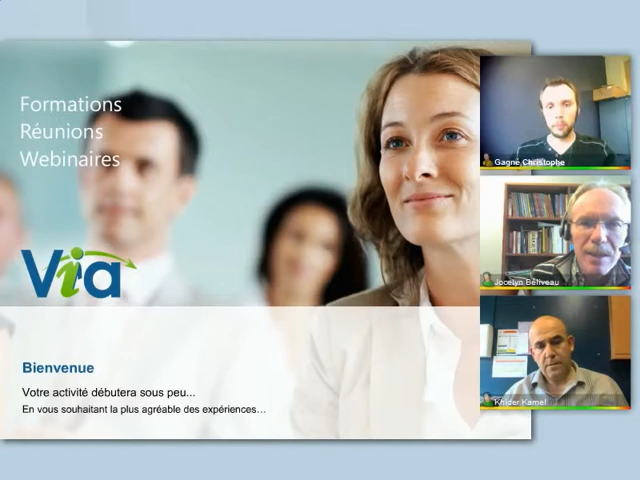 Formations
Réunions
Webinaires
Via
Bienvenue
Votre activité débutera sous peu...
En vous souhaitant la plus agréable des expériences...
Gagné Christophe
Jocelyn Béliveau
Khider Kamel